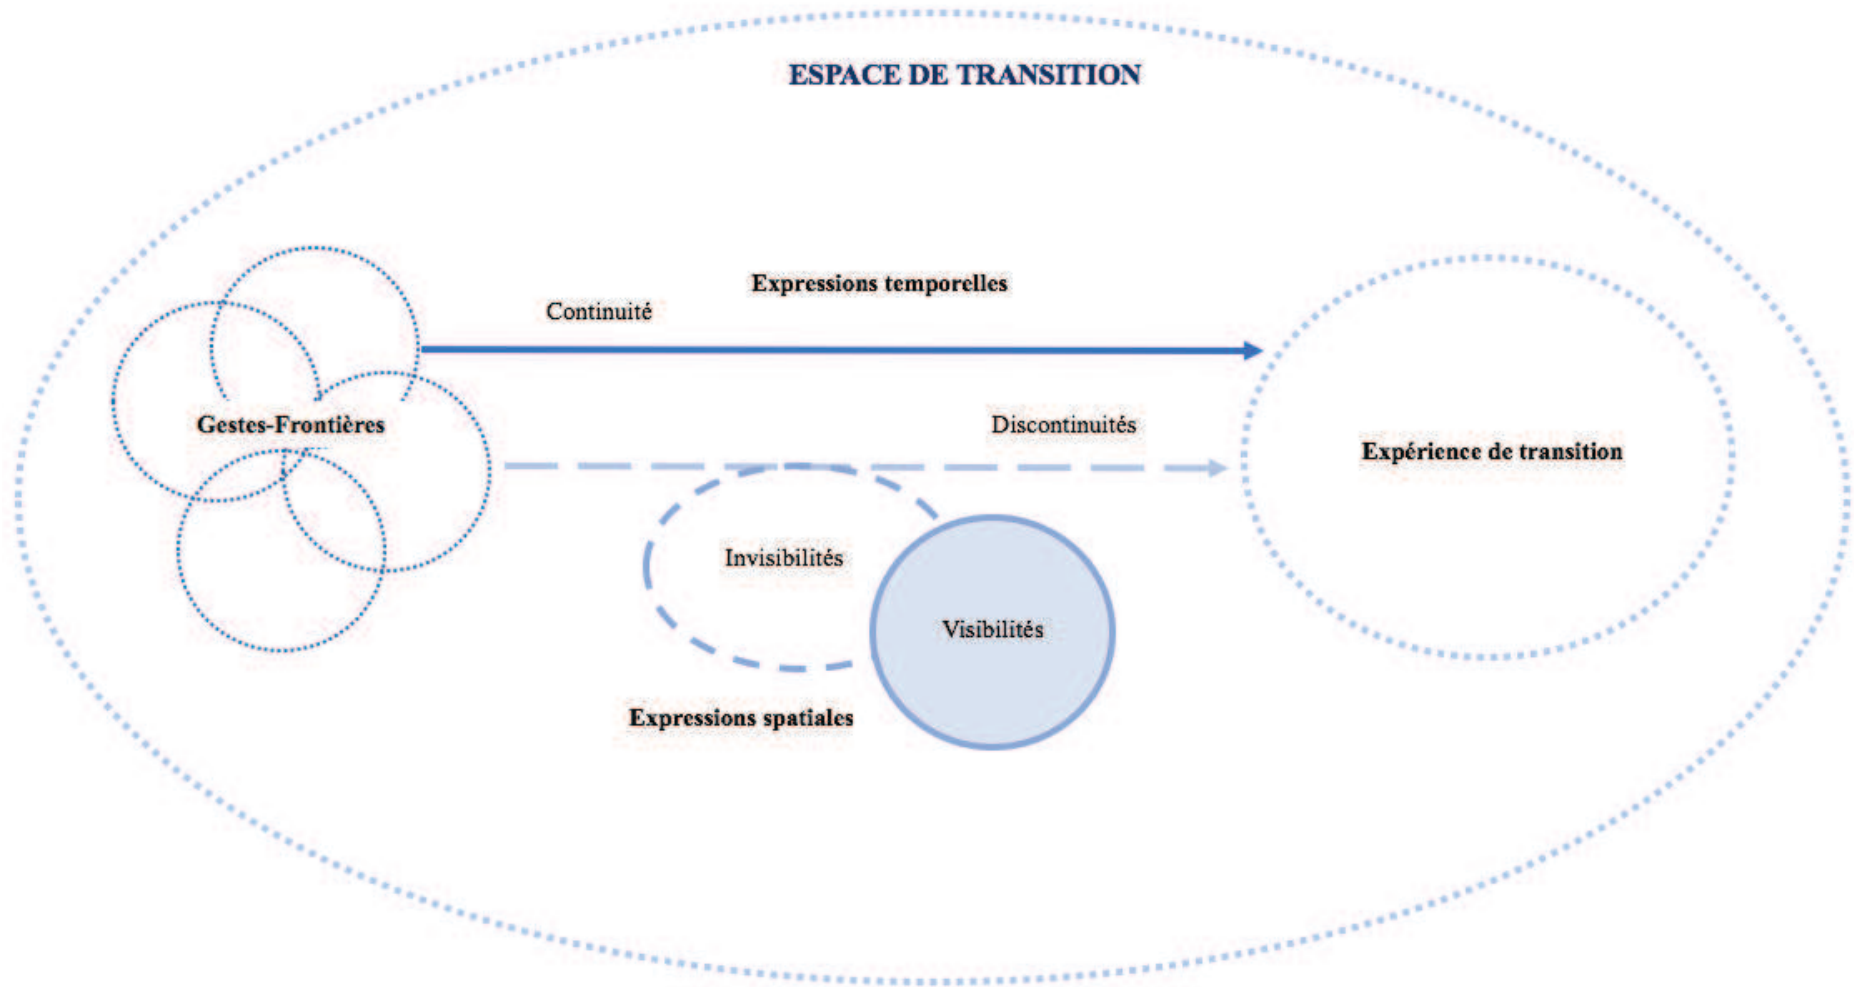 ESPACE DE TRANSITION
Expressions temporelles
Continuité
Gestes-Frontières
Discontinuités
Expérience de transition
Invisibilités
Visibilités
Expressions spatiales